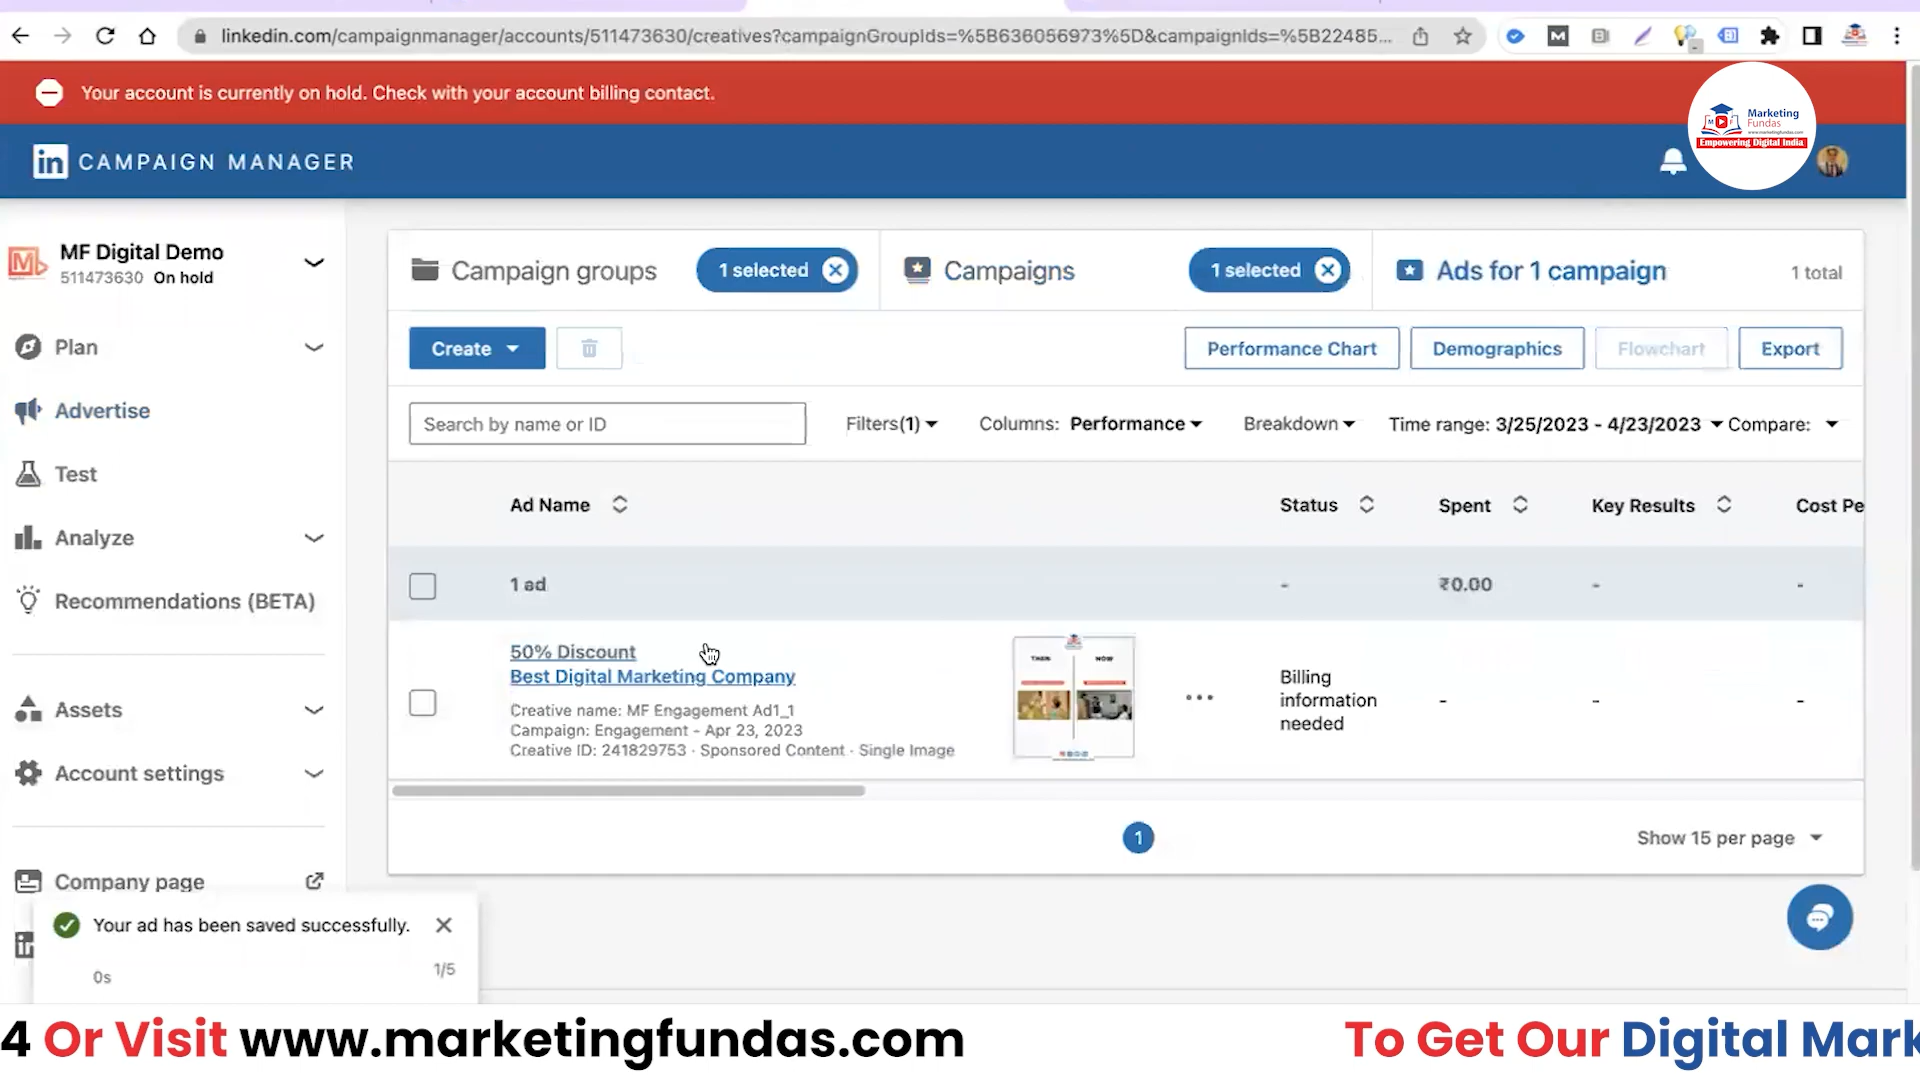 linkedin.com/campaignmanager/accounts/511473630/creatives?campaignGroupIds=%5B636056973%5D&campaignIds=%5B22485...
Your account is currently on hold. Check with your account billing contact.
Marketing
Fundas
www.marketingfundas.com
Empowering Digital India
in CAMPAIGN MANAGER
MF Digital Demo
511473630 On hold
Plan
Advertise
Test
Analyze
Recommendations (BETA)
Assets
Account settings
Company page
Campaign groups 1 selected
Campaigns 1 selected
Ads for 1 campaign 1 total
Create
Performance Chart Demographics Flowchart Export
Search by name or ID Filters(1) Columns: Performance Breakdown Time range: 3/25/2023 - 4/23/2023 Compare:
Ad Name Status Spent Key Results Cost Pe
1 ad - ₹0.00 - -
50% Discount
Best Digital Marketing Company
Creative name: MF Engagement Ad1_1
Campaign: Engagement - Apr 23, 2023
Creative ID: 241829753 · Sponsored Content · Single Image
THEN NOW
Billing
information
needed
- - -
1
Show 15 per page
Your ad has been saved successfully.
0s 1/5
4 Or Visit www.marketingfundas.com To Get Our Digital Mark